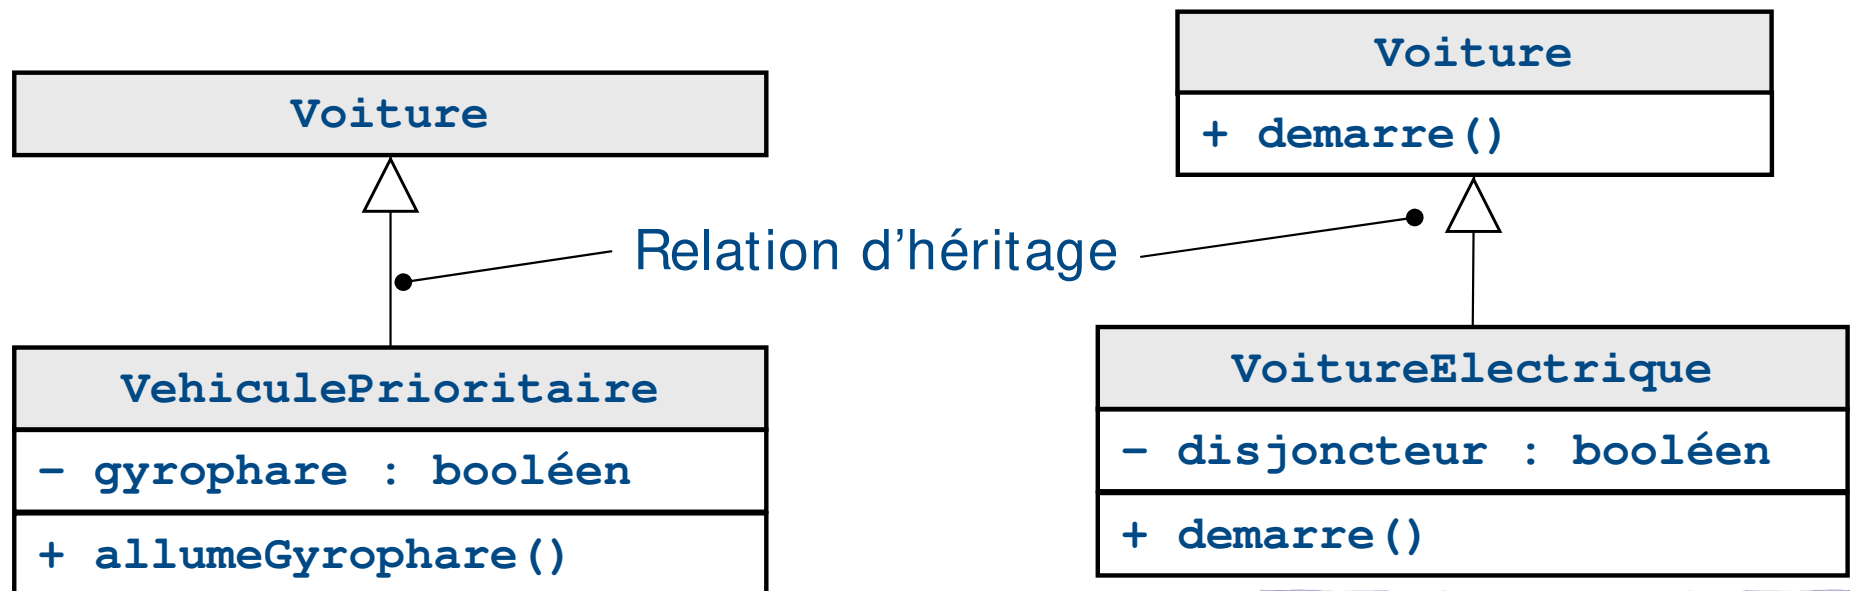 Voiture
Voiture
+ demarre()
Relation d'héritage
VehiculePrioritaire
- gyrophare : booléen
+ allumeGyrophare()
VoitureElectrique
- disjoncteur : booléen
+ demarre()